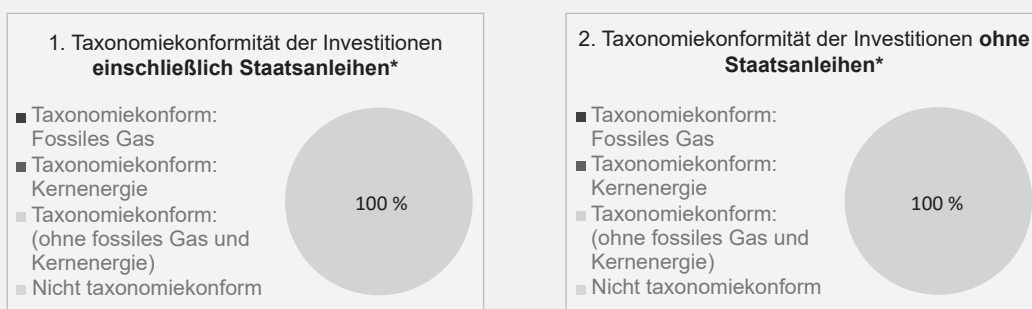 1. Taxonomiekonformität der Investitionen
einschließlich Staatsanleihen*
Taxonomiekonform:
Fossiles Gas
Taxonomiekonform:
Kernenergie
Taxonomiekonform:
(ohne fossiles Gas und
Kernenergie)
Nicht taxonomiekonform
100 %
2. Taxonomiekonformität der Investitionen ohne
Staatsanleihen*
Taxonomiekonform:
Fossiles Gas
Taxonomiekonform:
Kernenergie
Taxonomiekonform:
(ohne fossiles Gas und
Kernenergie)
Nicht taxonomiekonform
100 %